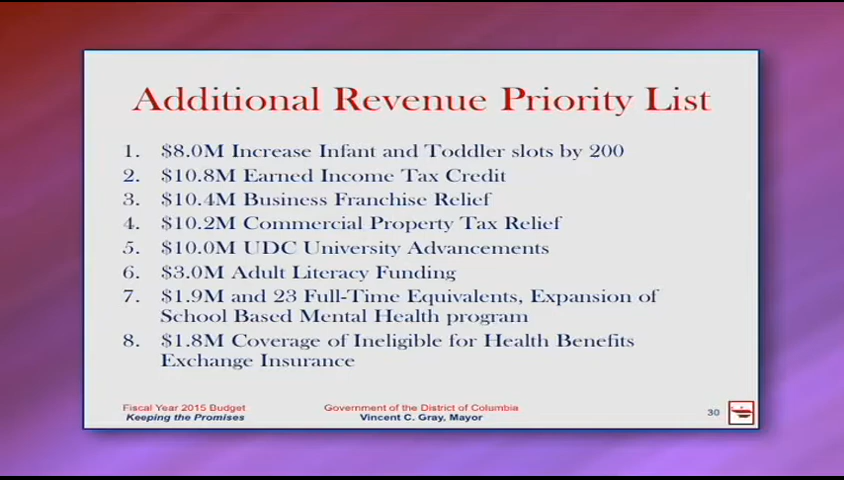 Additional Revenue Priority List
1. $8.0M Increase Infant and Toddler slots by 200
2. $10.8M Earned Income Tax Credit
3. $10.4M Business Franchise Relief
4. $10.2M Commercial Property Tax Relief
5. $10.0M UDC University Advancements
6. $3.0M Adult Literacy Funding
7. $1.9M and 23 Full-Time Equivalents, Expansion of
School Based Mental Health program
8. $1.8M Coverage of Ineligible for Health Benefits
Exchange Insurance
Fiscal Year 2015 Budget
Keeping the Promises
Government of the District of Columbia
Vincent C. Gray, Mayor
30